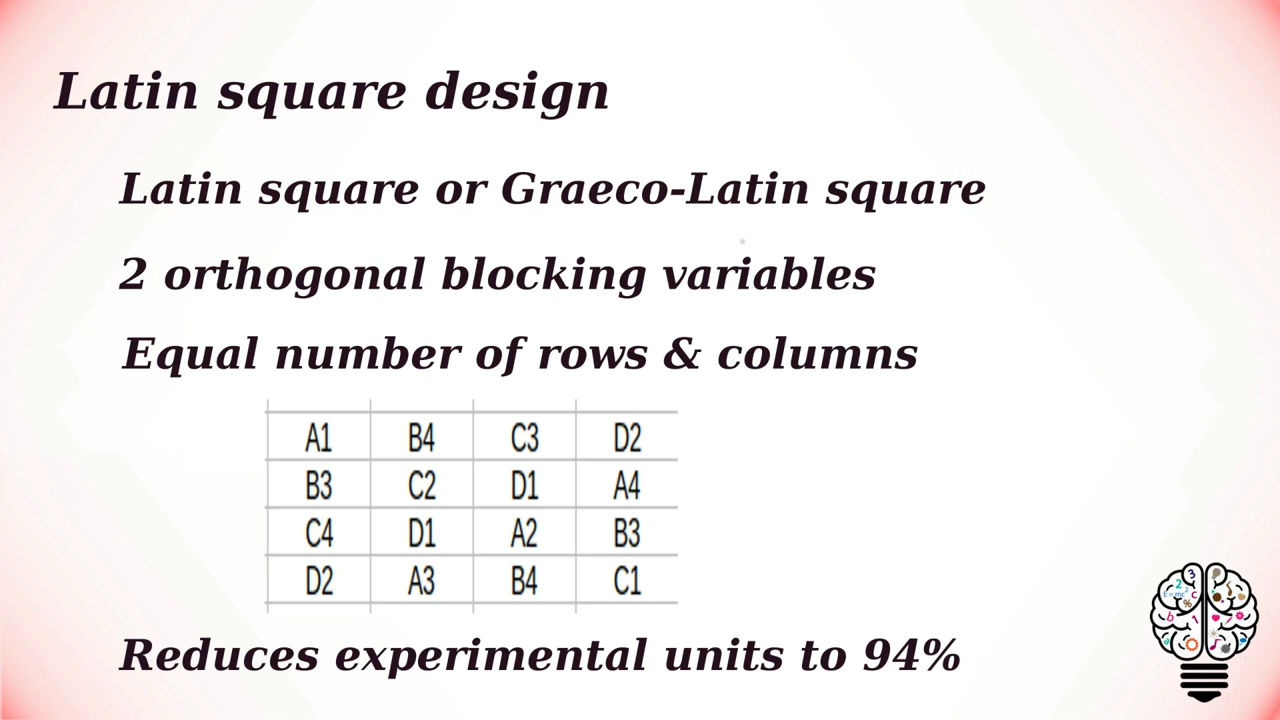 Latin square design
Latin square or Graeco-Latin square
2 orthogonal blocking variables
Equal number of rows & columns
A1 B4 C3 D2
B3 C2 D1 A4
C4 D1 A2 B3
D2 A3 B4 C1
Reduces experimental units to 94%